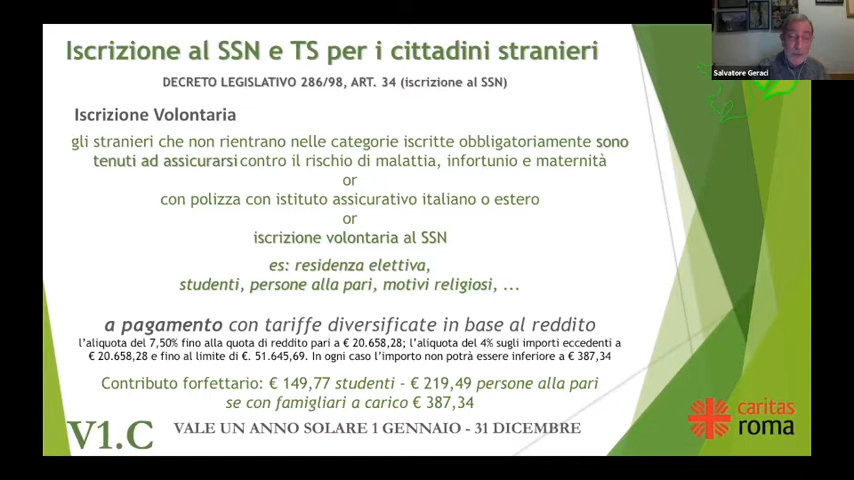 Iscrizione al SSN e TS per i cittadini stranieri
DECRETO LEGISLATIVO 286/98, ART. 34 (iscrizione al SSN)
Iscrizione Volontaria
gli stranieri che non rientrano nelle categorie iscritte obbligatoriamente sono
tenuti ad assicurarsi contro il rischio di malattia, infortunio e maternità
or
con polizza con istituto assicurativo italiano o estero
or
iscrizione volontaria al SSN
es: residenza elettiva,
studenti, persone alla pari, motivi religiosi, ...
a pagamento con tariffe diversificate in base al reddito
l'aliquota del 7,50% fino alla quota di reddito pari a € 20.658,28; l'aliquota del 4% sugli importi eccedenti a
€ 20.658,28 e fino al limite di €. 51.645,69. In ogni caso l'importo non potrà essere inferiore a € 387,34
Contributo forfettario: € 149,77 studenti - € 219,49 persone alla pari
se con famigliari a carico € 387,34
V1.C
VALE UN ANNO SOLARE 1 GENNAIO - 31 DICEMBRE
caritas
roma
Salvatore Geraci